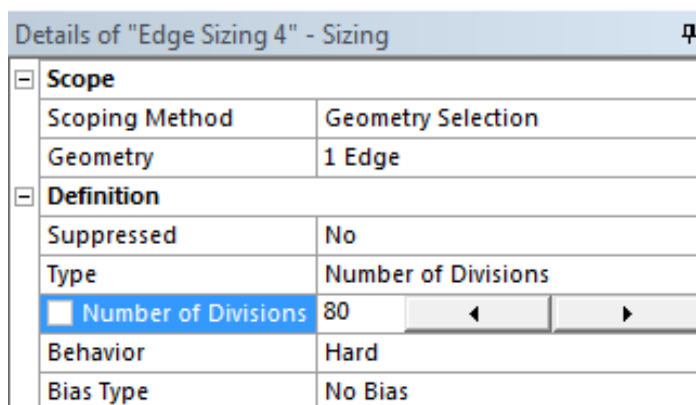 Details of "Edge Sizing 4" - Sizing
Scope
Scoping Method Geometry Selection
Geometry 1 Edge
Definition
Suppressed No
Type Number of Divisions
Number of Divisions 80
Behavior Hard
Bias Type No Bias